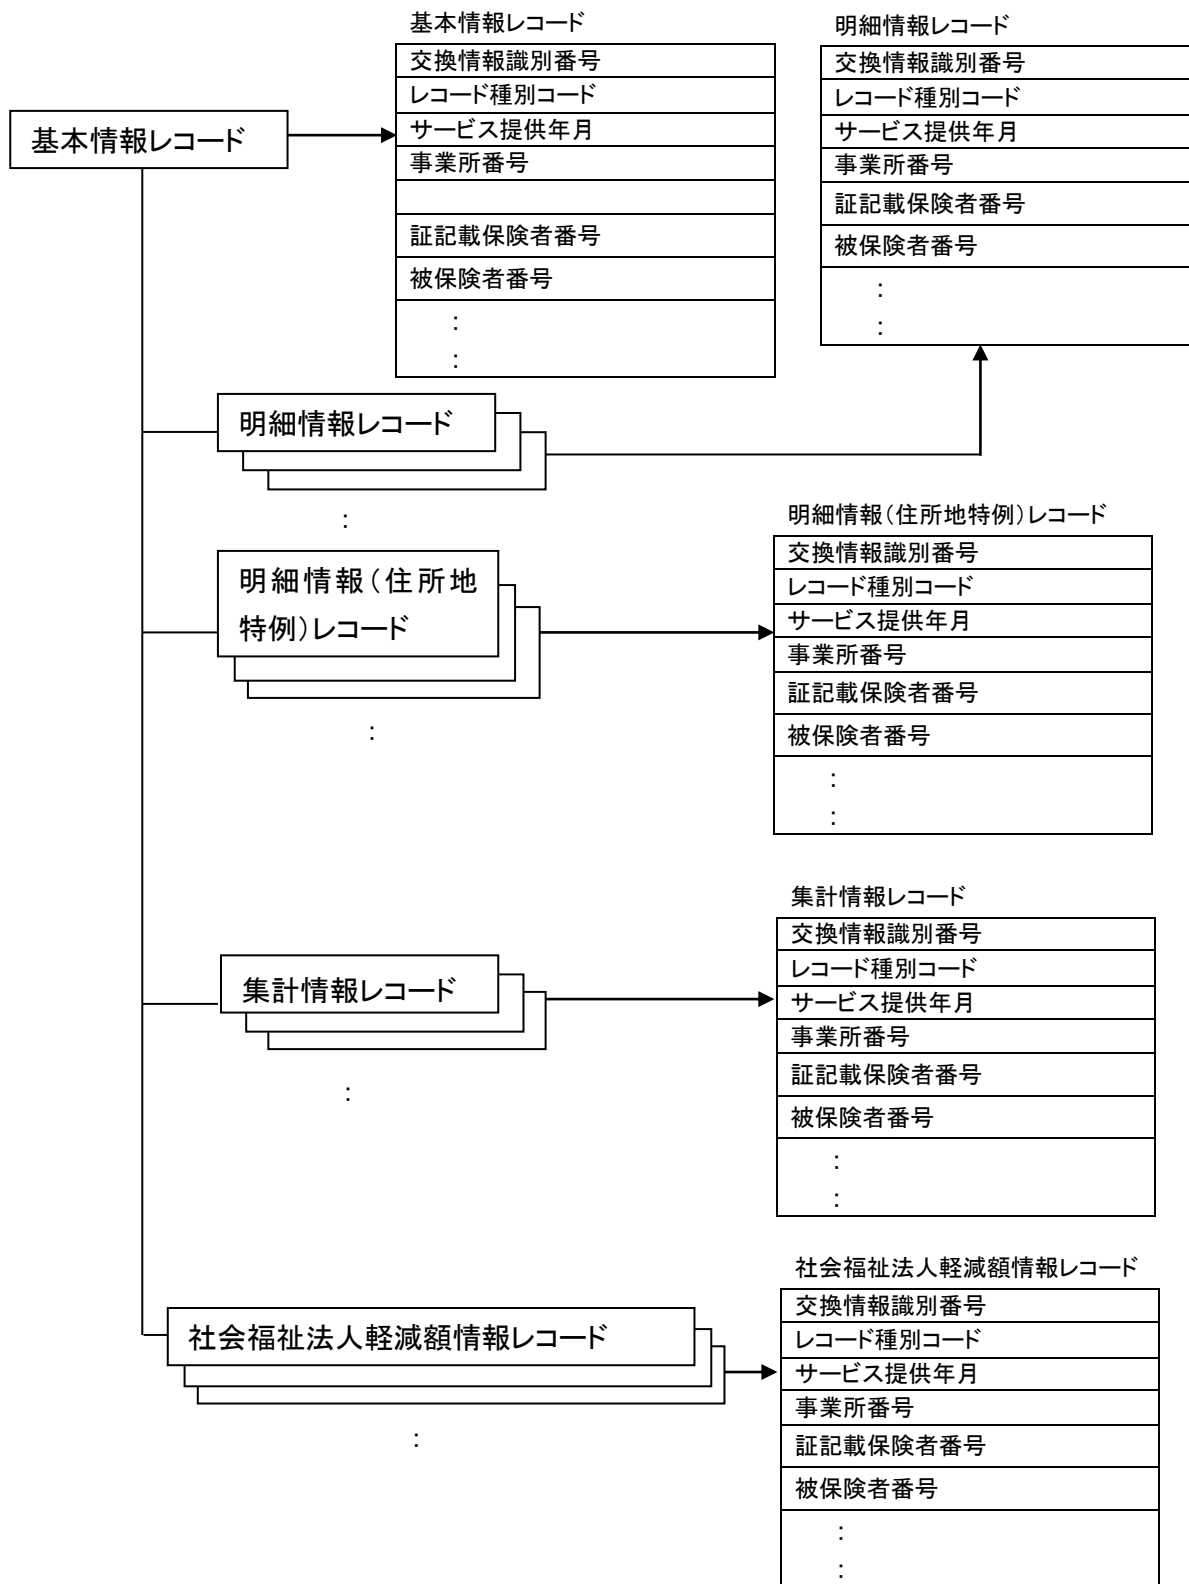 基本情報レコード
基本情報レコード
交換情報識別番号
レコード種別コード
サービス提供年月
事業所番号
証記載保険者番号
被保険者番号
:
:
明細情報レコード
交換情報識別番号
レコード種別コード
サービス提供年月
事業所番号
証記載保険者番号
被保険者番号
:
:
明細情報レコード
:
明細情報（住所地
特例）レコード
:
明細情報（住所地特例）レコード
交換情報識別番号
レコード種別コード
サービス提供年月
事業所番号
証記載保険者番号
被保険者番号
:
:
集計情報レコード
:
集計情報レコード
交換情報識別番号
レコード種別コード
サービス提供年月
事業所番号
証記載保険者番号
被保険者番号
:
:
社会福祉法人軽減額情報レコード
:
社会福祉法人軽減額情報レコード
交換情報識別番号
レコード種別コード
サービス提供年月
事業所番号
証記載保険者番号
被保険者番号
:
: